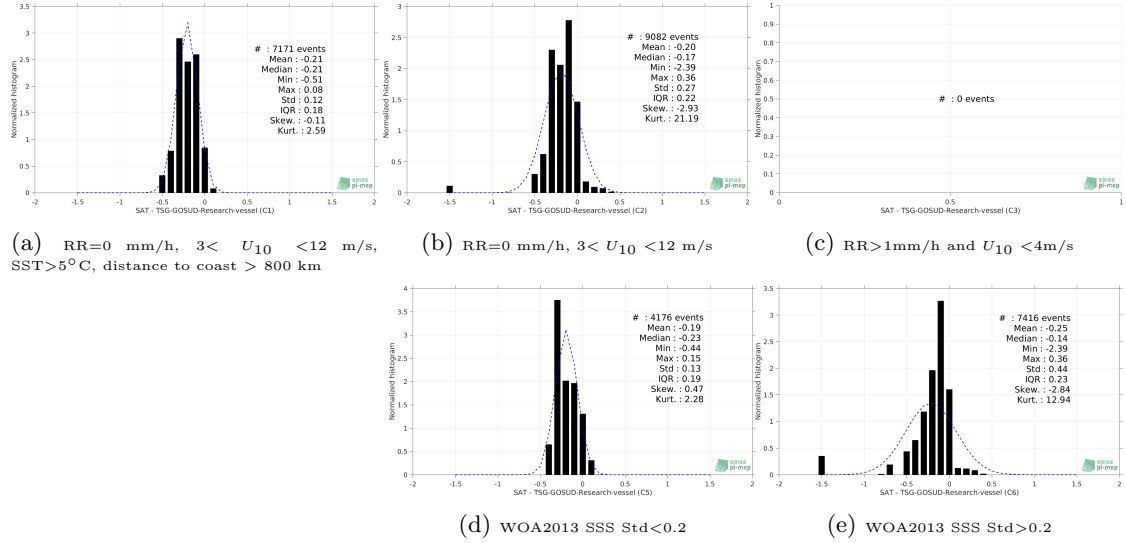 3.5
3
2.5
2
1.5
1
0.5
0
-2 -1.5 -1 -0.5 0 0.5 1 1.5 2
Normalized histogram
SAT - TSG-GOSUD-Research-vessel (C1)
# : 7171 events
Mean : -0.21
Median : -0.21
Min : -0.51
Max : 0.08
Std : 0.12
IQR : 0.18
Skew. : -0.11
Kurt. : 2.59
smos
pi-mep
(a) RR=0 mm/h, 3< U10 <12 m/s,
SST>5°C, distance to coast > 800 km
3
2.5
2
1.5
1
0.5
0
-2 -1.5 -1 -0.5 0 0.5 1 1.5 2
Normalized histogram
SAT - TSG-GOSUD-Research-vessel (C2)
# : 9082 events
Mean : -0.20
Median : -0.17
Min : -2.39
Max : 0.36
Std : 0.27
IQR : 0.22
Skew. : -2.93
Kurt. : 21.19
smos
pi-mep
(b) RR=0 mm/h, 3< U10 <12 m/s
1
0.9
0.8
0.7
0.6
0.5
0.4
0.3
0.2
0.1
0
0 0.5 1
Normalized histogram
SAT - TSG-GOSUD-Research-vessel (C3)
# : 0 events
smos
pi-mep
(c) RR>1mm/h and U10 <4m/s
4
3.5
3
2.5
2
1.5
1
0.5
0
-2 -1.5 -1 -0.5 0 0.5 1 1.5 2
Normalized histogram
SAT - TSG-GOSUD-Research-vessel (C5)
# : 4176 events
Mean : -0.19
Median : -0.23
Min : -0.44
Max : 0.15
Std : 0.13
IQR : 0.19
Skew. : 0.47
Kurt. : 2.28
smos
pi-mep
(d) WOA2013 SSS Std<0.2
3.5
3
2.5
2
1.5
1
0.5
0
-2 -1.5 -1 -0.5 0 0.5 1 1.5 2
Normalized histogram
SAT - TSG-GOSUD-Research-vessel (C6)
# : 7416 events
Mean : -0.25
Median : -0.14
Min : -2.39
Max : 0.36
Std : 0.44
IQR : 0.23
Skew. : -2.84
Kurt. : 12.94
smos
pi-mep
(e) WOA2013 SSS Std>0.2